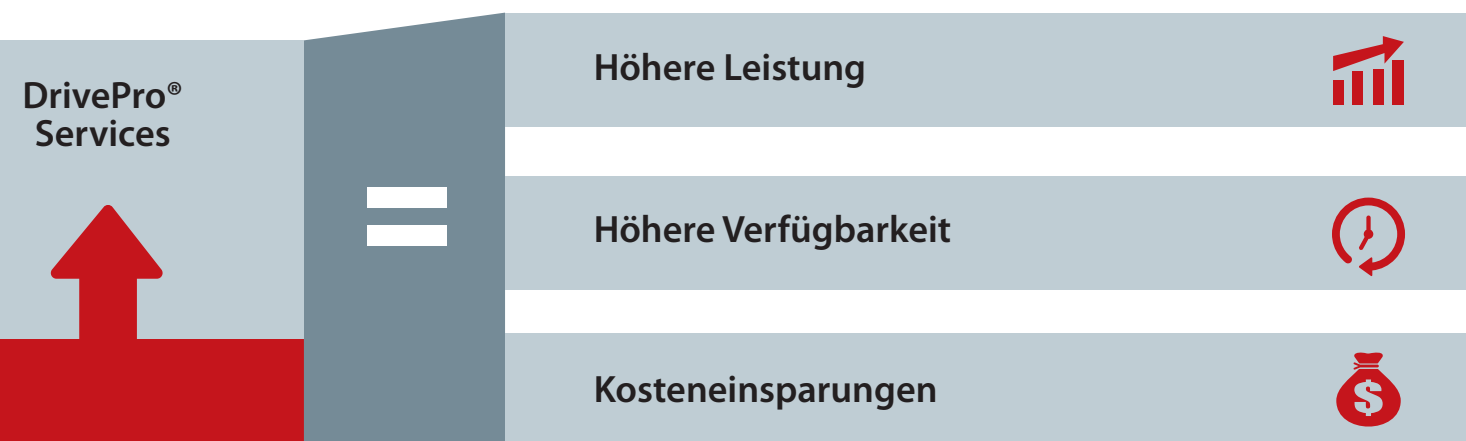 DrivePro®
Services
Höhere Leistung
Höhere Verfügbarkeit
Kosteneinsparungen
$